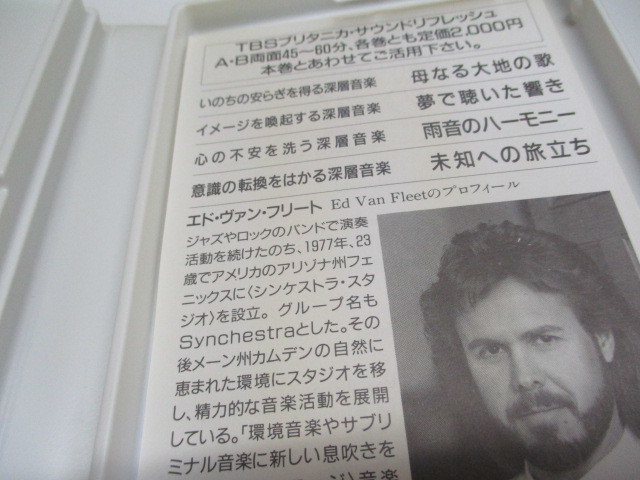 TBSブリタニカ・サウンドリフレッシュ
A・B両面45〜60分、各巻とも定価2,000円
本巻とあわせてご活用下さい。
いのちの安らぎを得る深層音楽 母なる大地の歌
イメージを喚起する深層音楽 夢で聴いた響き
心の不安を洗う深層音楽 雨音のハーモニー
意識の転換をはかる深層音楽 未知への旅立ち
エド・ヴァン・フリート Ed Van Fleetのプロフィール
ジャズやロックのバンドで演奏
活動を続けたのち、1977年、23
歳でアメリカのアリゾナ州フェ
ニックスに〈シンケストラ・スタ
ジオ〉を設立。グループ名も
Synchestraとした。その
後メーン州カムデンの自然に
恵まれた環境にスタジオを移
し、精力的な音楽活動を展開
している。「環境音楽やサブリ
ミナル音楽に新しい息吹きを